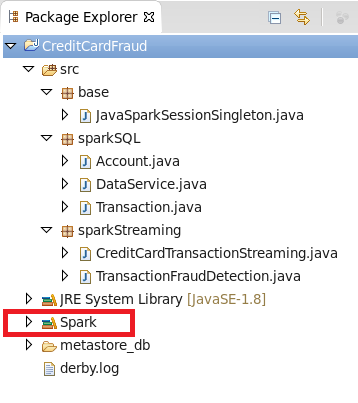 Package Explorer
CreditCardFraud
src
base
JavaSparkSessionSingleton.java
sparkSQL
Account.java
DataService.java
Transaction.java
sparkStreaming
CreditCardTransactionStreaming.java
TransactionFraudDetection.java
JRE System Library [JavaSE-1.8]
Spark
metastore_db
derby.log